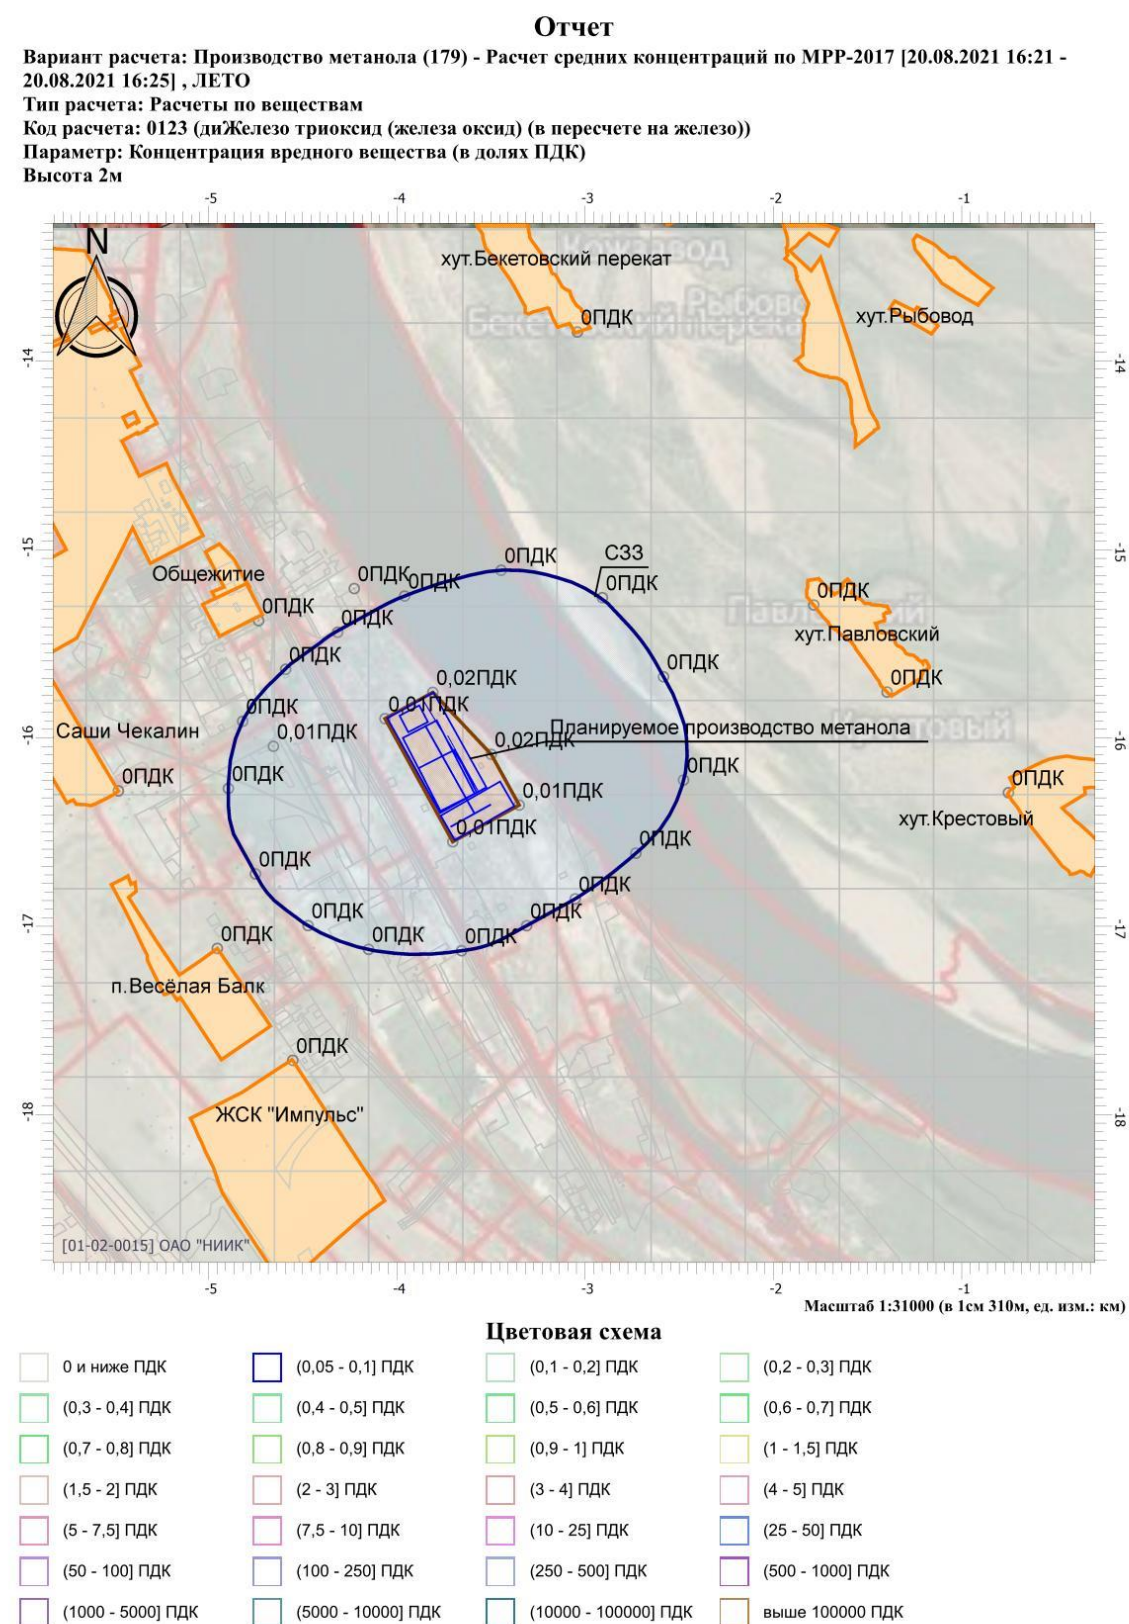 Отчет
Вариант расчета: Производство метанола (179) - Расчет средних концентраций по МРР-2017 [20.08.2021 16:21 -
20.08.2021 16:25] , ЛЕТО
Тип расчета: Расчеты по веществам
Код расчета: 0123 (диЖелезо триоксид (железа оксид) (в пересчете на железо))
Параметр: Концентрация вредного вещества (в долях ПДК)
Высота 2м
-5 -4 -3 -2 -1
N
Кожзавод
хут.Бекетовский перекат
0ПДК
хут.Рыбовод
-14 -14
-15 -15
0ПДК
СЗЗ
Общежитие
0ПДК
0ПДК
0ПДК
0ПДК
0ПДК
0ПДК
хут.Павловский
0ПДК
0ПДК
0ПДК
0ПДК
0,02ПДК
0,01ПДК
0ПДК
Саши Чекалин
0,01ПДК
0,02ПДК
Планируемое производство метанола
-16 -16
0ПДК
0ПДК
0ПДК
0ПДК
0,01ПДК
хут.Крестовый
0,01ПДК
0ПДК
0ПДК
0ПДК
0ПДК
0ПДК
-17 -17
0ПДК
0ПДК
0ПДК
п.Весёлая Балк
0ПДК
ЖСК "Импульс"
-18 -18
[01-02-0015] ОАО "НИИК"
-5 -4 -3 -2 -1
Масштаб 1:31000 (в 1см 310м, ед. изм.: км)
Цветовая схема
0 и ниже ПДК (0,05 - 0,1] ПДК (0,1 - 0,2] ПДК (0,2 - 0,3] ПДК
(0,3 - 0,4] ПДК (0,4 - 0,5] ПДК (0,5 - 0,6] ПДК (0,6 - 0,7] ПДК
(0,7 - 0,8] ПДК (0,8 - 0,9] ПДК (0,9 - 1] ПДК (1 - 1,5] ПДК
(1,5 - 2] ПДК (2 - 3] ПДК (3 - 4] ПДК (4 - 5] ПДК
(5 - 7,5] ПДК (7,5 - 10] ПДК (10 - 25] ПДК (25 - 50] ПДК
(50 - 100] ПДК (100 - 250] ПДК (250 - 500] ПДК (500 - 1000] ПДК
(1000 - 5000] ПДК (5000 - 10000] ПДК (10000 - 100000] ПДК выше 100000 ПДК